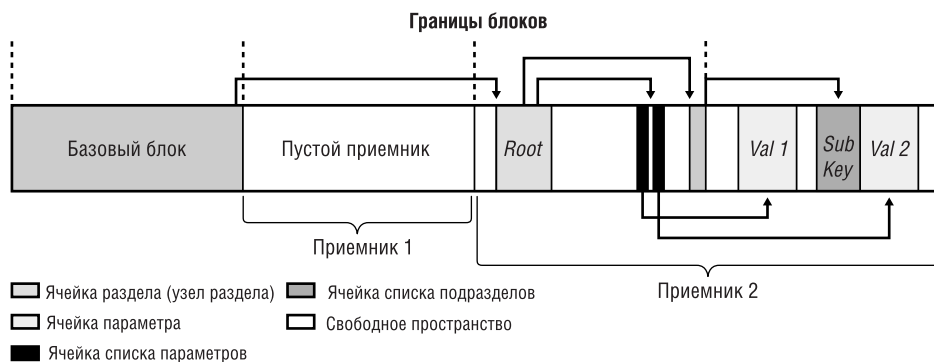 Границы блоков
Базовый блок
Пустой приемник
Root
Val 1
Sub
Key
Val 2
Приемник 1
Приемник 2
Ячейка раздела (узел раздела)
Ячейка списка подразделов
Ячейка параметра
Свободное пространство
Ячейка списка параметров